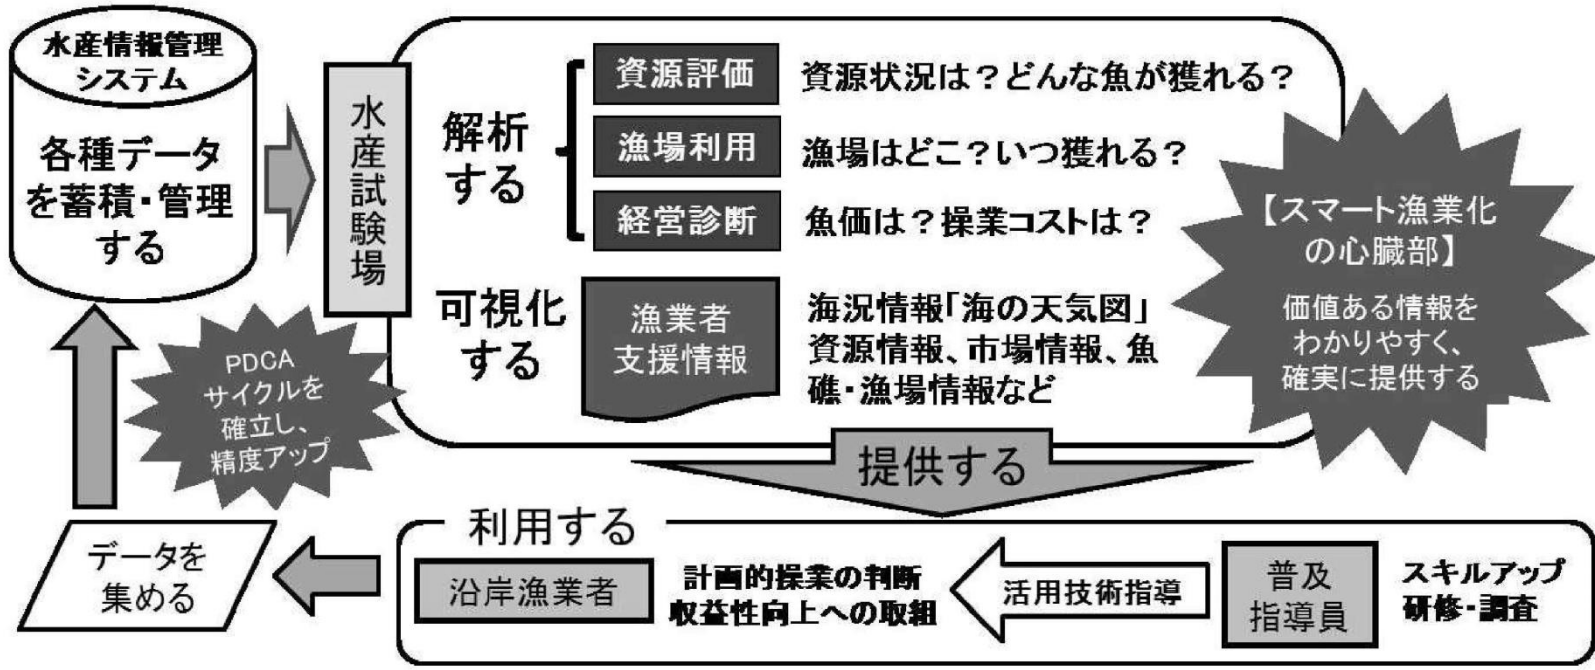 水産情報管理
システム
各種データ
を蓄積・管理
する
水産試験場
解析
する
資源評価
資源状況は？どんな魚が獲れる？
漁場利用
漁場はどこ？いつ獲れる？
経営診断
魚価は？操業コストは？
可視化
する
漁業者
支援情報
海況情報「海の天気図」
資源情報、市場情報、魚
礁・漁場情報など
【スマート漁業化
の心臓部】
価値ある情報を
わかりやすく、
確実に提供する
PDCA
サイクルを
確立し、
精度アップ
提供する
利用する
沿岸漁業者
計画的操業の判断
収益性向上への取組
活用技術指導
普及
指導員
スキルアップ
研修・調査
データを
集める